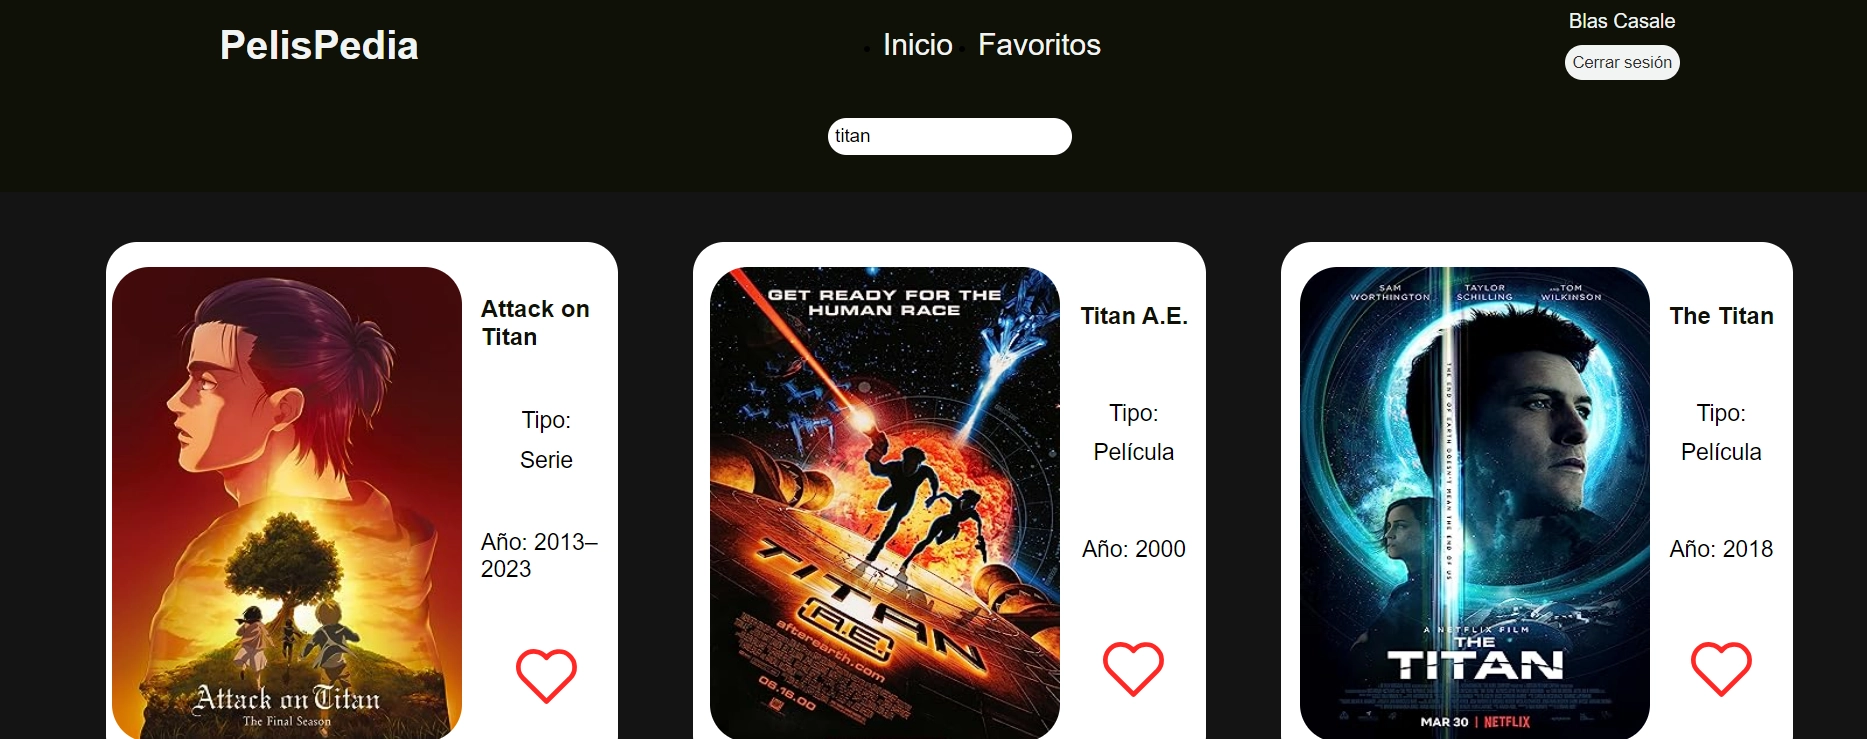 PelisPedia
Inicio
Favoritos
Blas Casale
Cerrar sesión
titan
Attack on Titan
The Final Season
Attack on
Titan
Tipo:
Serie
Año: 2013–
2023
GET READY FOR THE
HUMAN RACE
TITAN
A.E.
afterearth.com
06.16.00
Titan A.E.
Tipo:
Película
Año: 2000
SAM
WORTHINGTON
TAYLOR
SCHILLING
AND TOM
WILKINSON
THE END OF EARTH DOESN'T MEAN THE END OF US
A NETFLIX FILM
THE
TITAN
MAR 30 | NETFLIX
The Titan
Tipo:
Película
Año: 2018